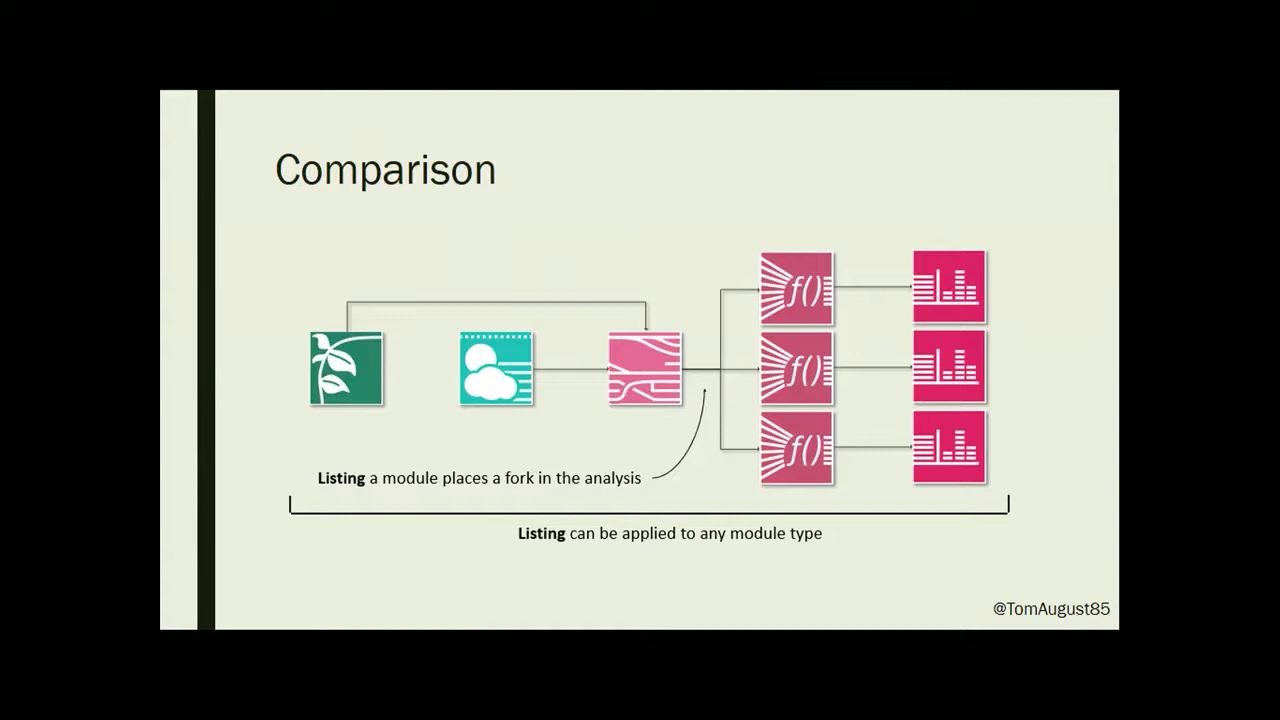 Comparison
f()
f()
f()
Listing a module places a fork in the analysis
Listing can be applied to any module type
@TomAugust85